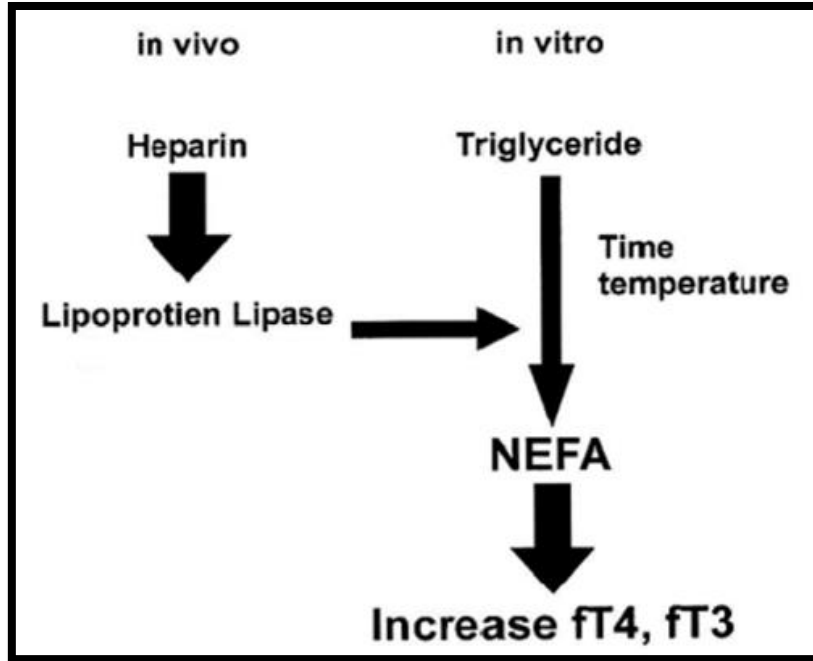 in vivo
in vitro
Heparin
Triglyceride
Time
temperature
Lipoprotien Lipase
NEFA
Increase fT4, fT3